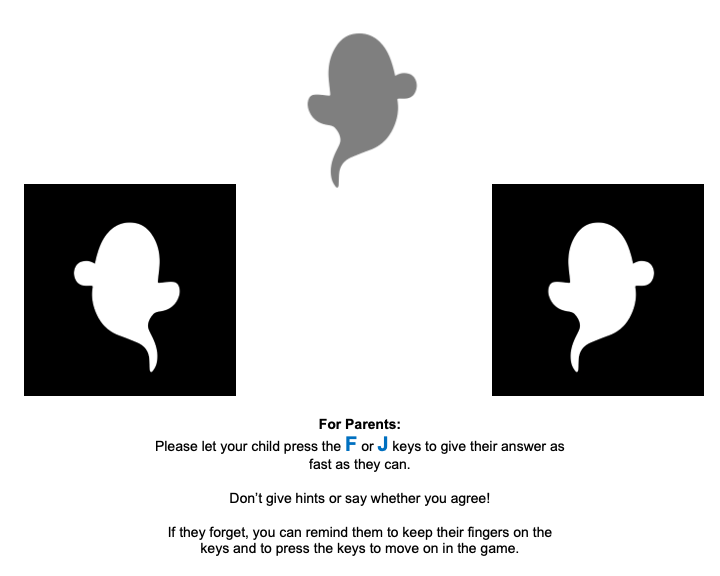 For Parents:
Please let your child press the F or J keys to give their answer as
fast as they can.
Don’t give hints or say whether you agree!
If they forget, you can remind them to keep their fingers on the
keys and to press the keys to move on in the game.